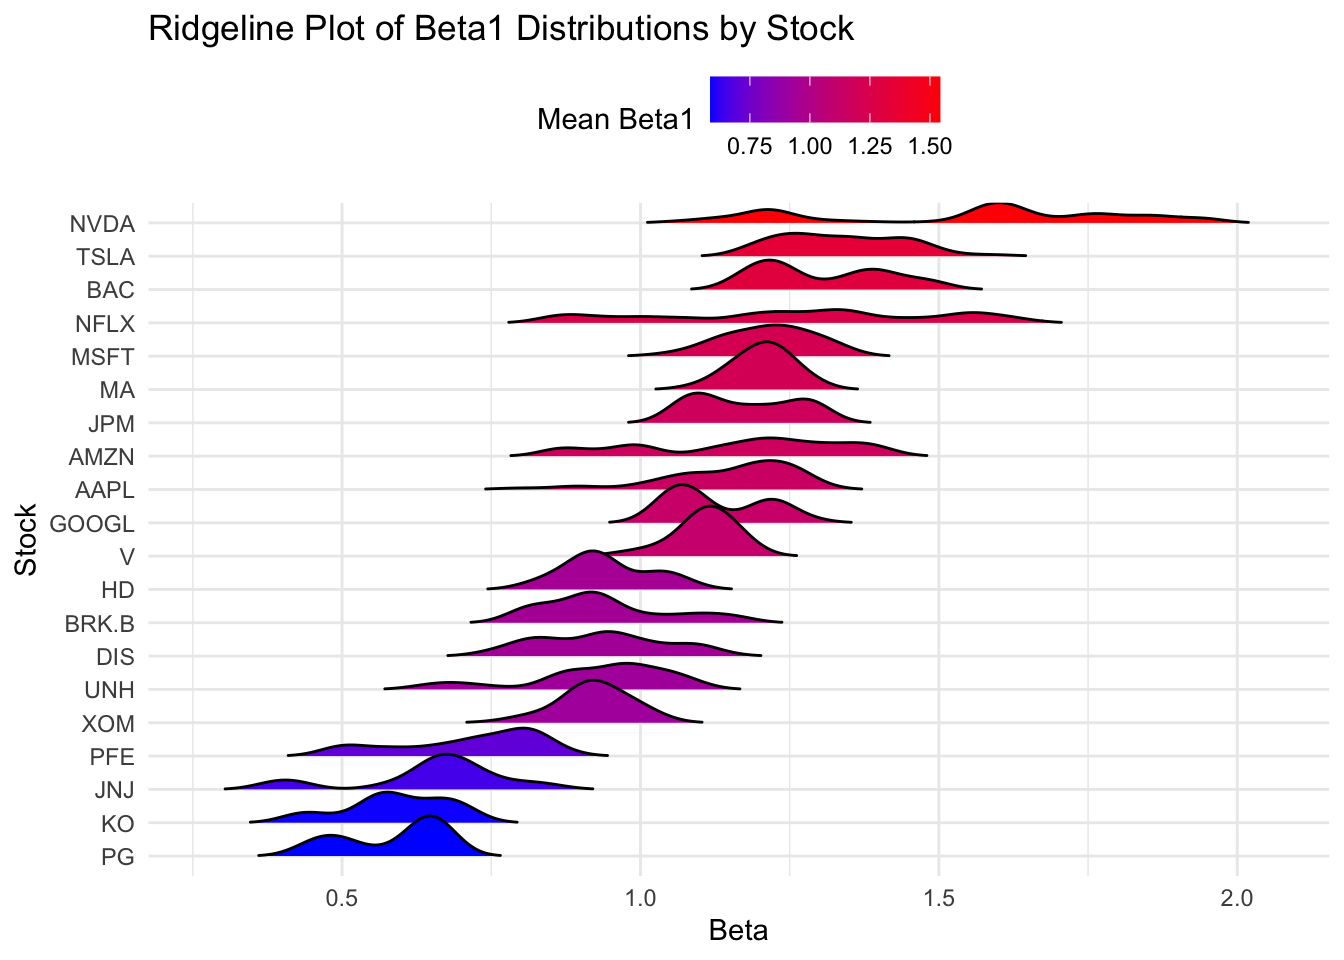 Ridgeline Plot of Beta1 Distributions by Stock
Mean Beta1
0.75 1.00 1.25 1.50
Stock
NVDA
TSLA
BAC
NFLX
MSFT
MA
JPM
AMZN
AAPL
GOOGL
V
HD
BRK.B
DIS
UNH
XOM
PFE
JNJ
KO
PG
0.5 1.0 1.5 2.0
Beta